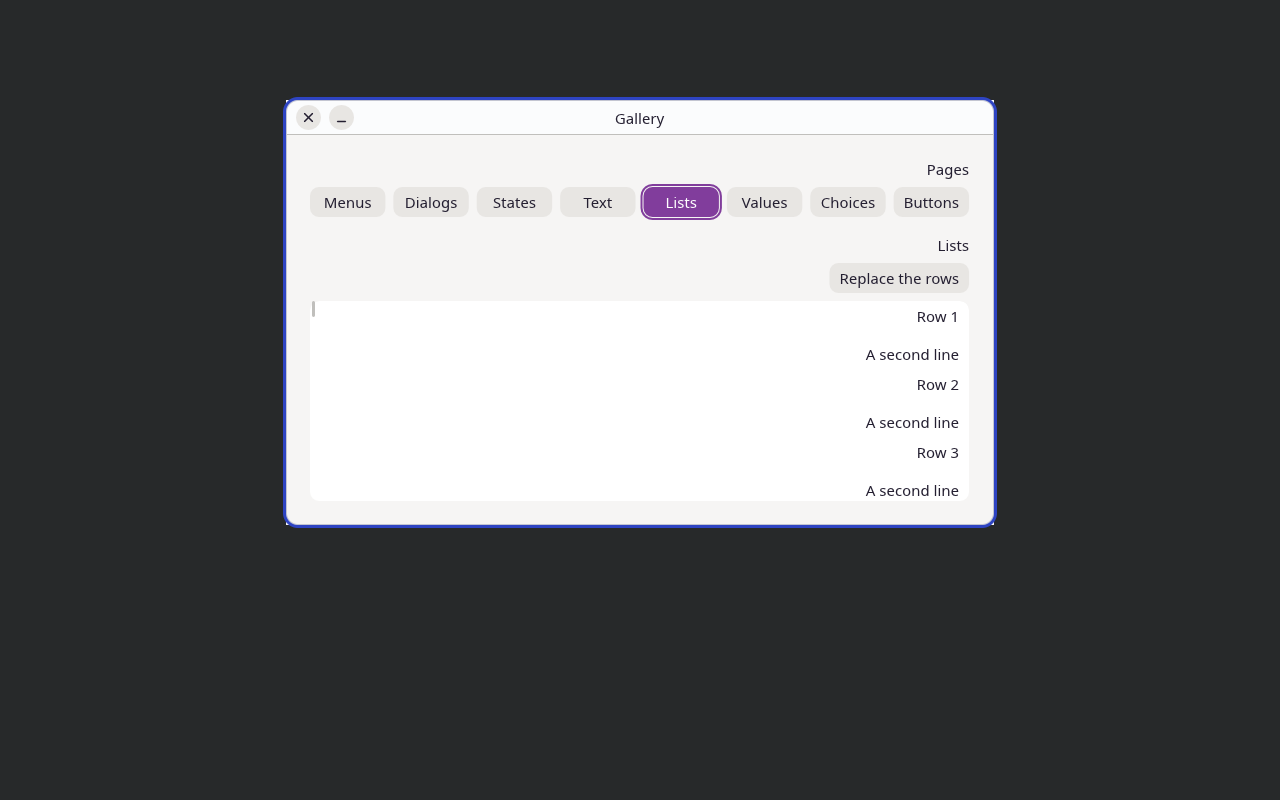 Gallery
Pages
Menus Dialogs States Text Lists Values Choices Buttons
Lists
Replace the rows
Row 1
A second line
Row 2
A second line
Row 3
A second line